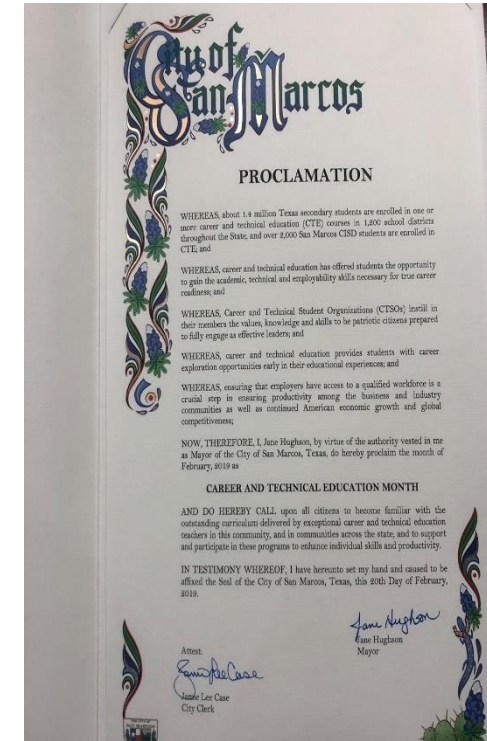 City of
San Marcos
PROCLAMATION
WHEREAS, about 1.4 million Texas secondary students are enrolled in one or
more career and technical education (CTE) courses in 1,200 school districts
throughout the State, and over 2,000 San Marcos CISD students are enrolled in
CTE; and
WHEREAS, career and technical education has offered students the opportunity
to gain the academic, technical and employability skills necessary for true career
readiness; and
WHEREAS, Career and Technical Student Organizations (CTSOs) instill in
their members the values, knowledge and skills to be patriotic citizens prepared
to fully engage as effective leaders; and
WHEREAS, career and technical education provides students with career
exploration opportunities early in their educational experiences; and
WHEREAS, ensuring that employers have access to a qualified workforce is a
crucial step in ensuring productivity among the business and industry
communities as well as continued American economic growth and global
competitiveness;
NOW, THEREFORE, I, Jane Hughson, by virtue of the authority vested in me
as Mayor of the City of San Marcos, Texas, do hereby proclaim the month of
February, 2019 as
CAREER AND TECHNICAL EDUCATION MONTH
AND DO HEREBY CALL upon all citizens to become familiar with the
outstanding curriculum delivered by exceptional career and technical education
teachers in this community, and in communities across the state, and to support
and participate in these programs to enhance individual skills and productivity.
IN TESTIMONY WHEREOF, I have hereunto set my hand and caused to be
affixed the Seal of the City of San Marcos, Texas, this 20th Day of February,
2019.
Jane Hughson
Jane Hughson
Mayor
Attest:
Jamie Lee Case
Jamie Lee Case
City Clerk
THE CITY OF
SAN MARCOS